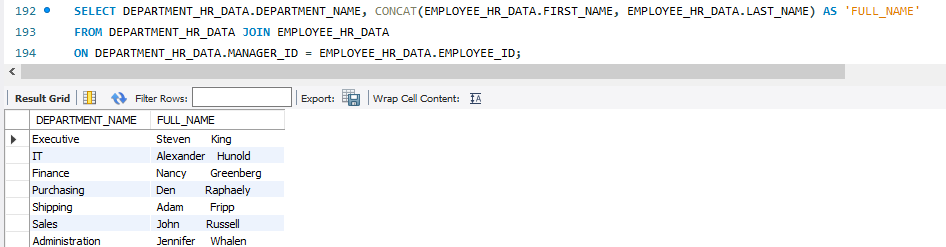 192 SELECT DEPARTMENT_HR_DATA.DEPARTMENT_NAME, CONCAT(EMPLOYEE_HR_DATA.FIRST_NAME, EMPLOYEE_HR_DATA.LAST_NAME) AS 'FULL_NAME'
193 FROM DEPARTMENT_HR_DATA JOIN EMPLOYEE_HR_DATA
194 ON DEPARTMENT_HR_DATA.MANAGER_ID = EMPLOYEE_HR_DATA.EMPLOYEE_ID;
Result Grid Filter Rows: Export: Wrap Cell Content: IA
DEPARTMENT_NAME FULL_NAME
Executive Steven King
IT Alexander Hunold
Finance Nancy Greenberg
Purchasing Den Raphaely
Shipping Adam Fripp
Sales John Russell
Administration Jennifer Whalen